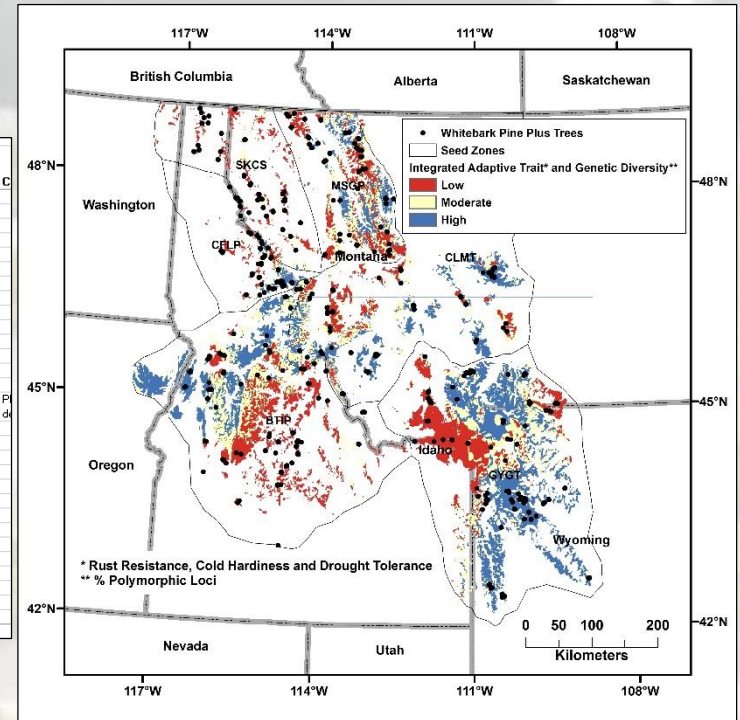 C
Pl
de
117°W 114°W 111°W 108°W
British Columbia
Alberta
Saskatchewan
Whitebark Pine Plus Trees
Seed Zones
Integrated Adaptive Trait* and Genetic Diversity**
Low
Moderate
High
48°N
48°N
SKCS
MSGP
Washington
CFLP
Montana
CLMT
45°N
45°N
BTIP
Oregon
Idaho
GYGT
Wyoming
* Rust Resistance, Cold Hardiness and Drought Tolerance
** % Polymorphic Loci
42°N
42°N
0 50 100 200
Kilometers
Nevada
Utah
117°W 114°W 111°W 108°W